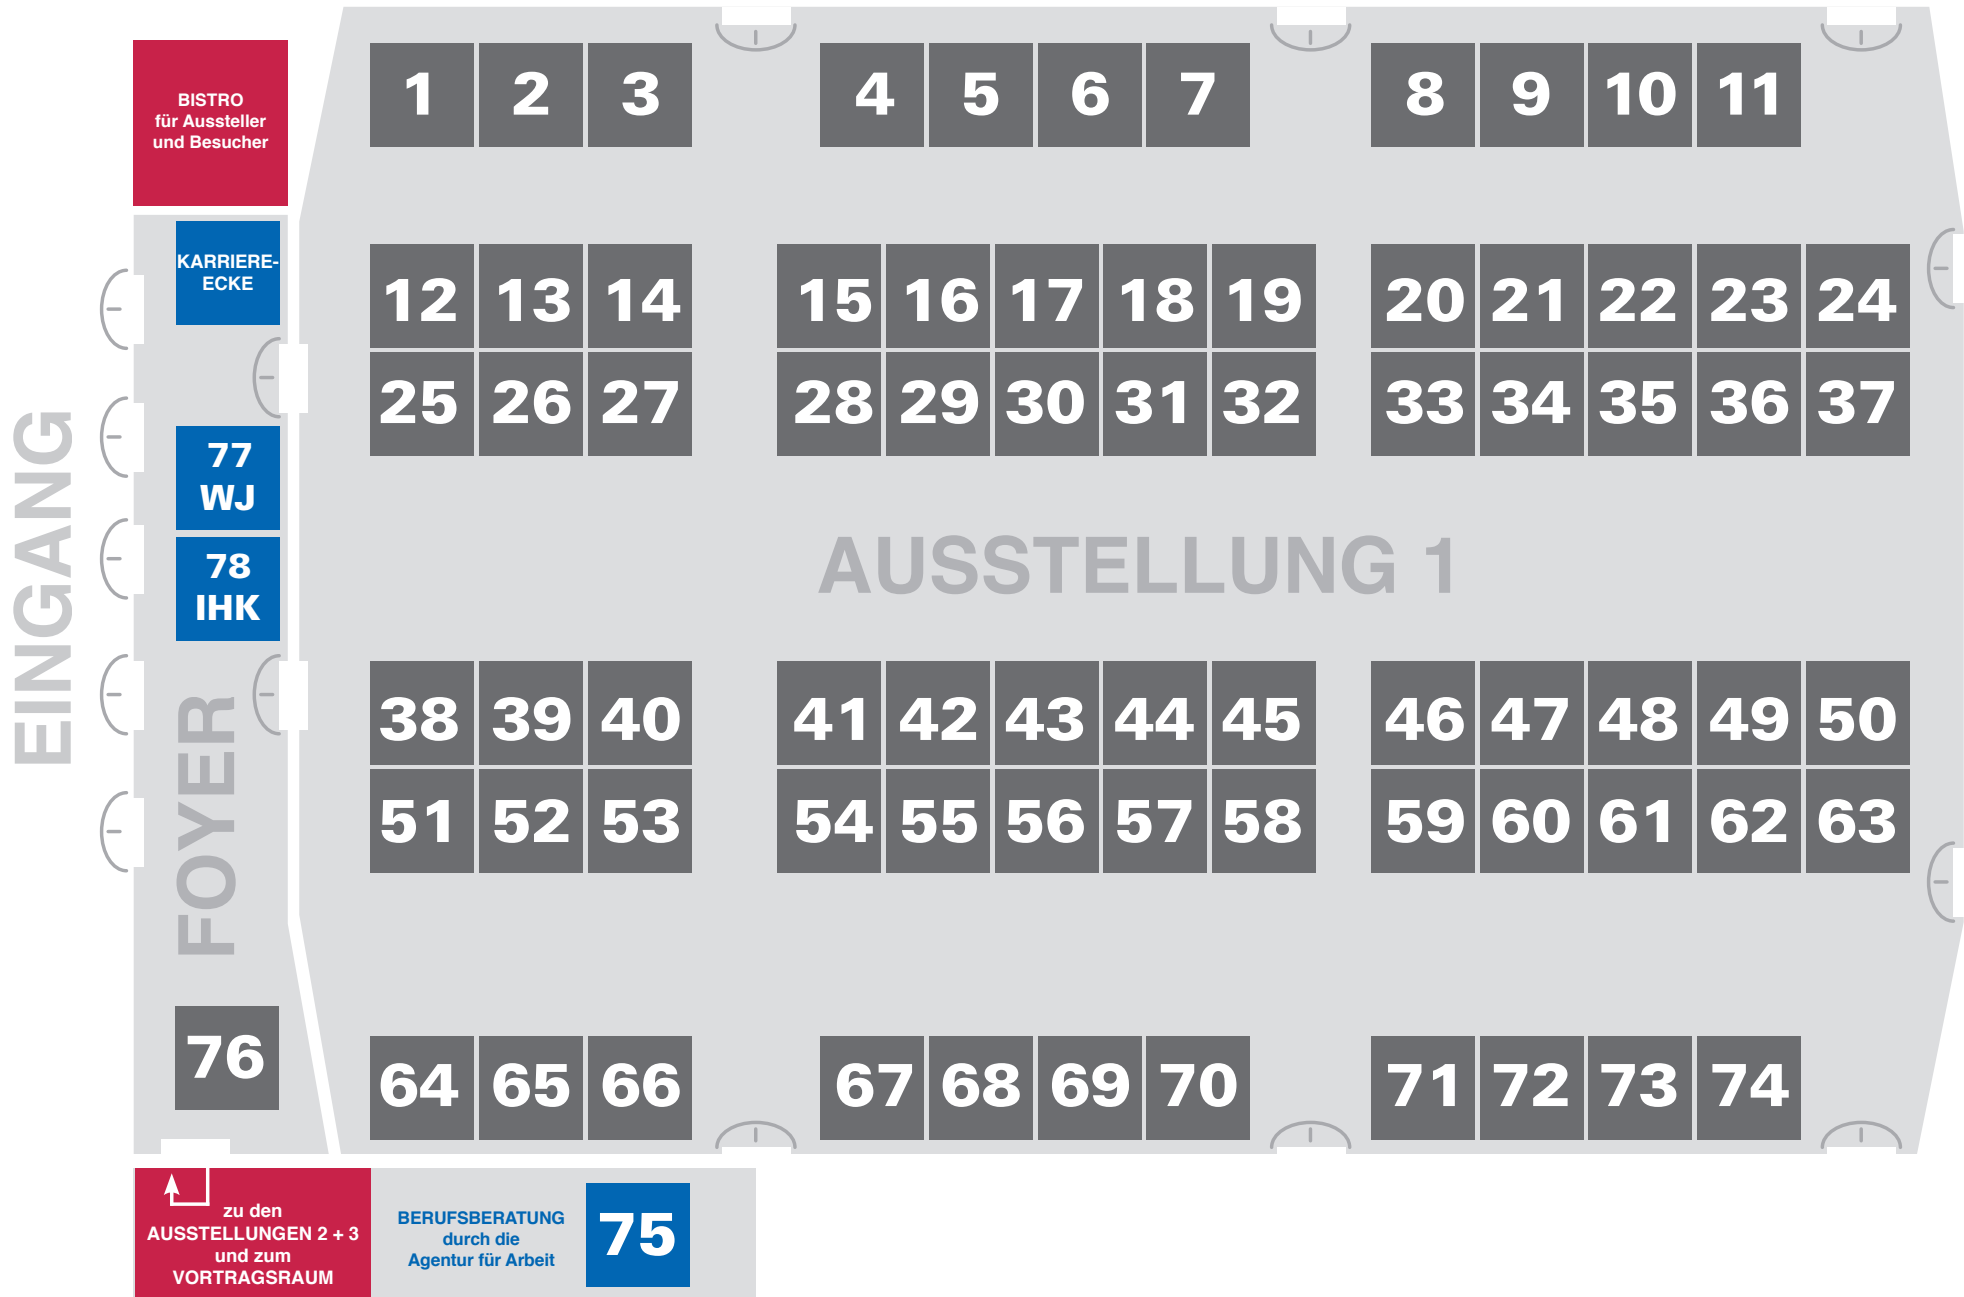 BISTRO
für Aussteller
und Besucher
1 2 3 4 5 6 7 8 9 10 11
KARRIERE-
ECKE
12 13 14 15 16 17 18 19 20 21 22 23 24
25 26 27 28 29 30 31 32 33 34 35 36 37
77
WJ
78
IHK
EINGANG
AUSSTELLUNG 1
FOYER
38 39 40 41 42 43 44 45 46 47 48 49 50
51 52 53 54 55 56 57 58 59 60 61 62 63
76
64 65 66 67 68 69 70 71 72 73 74
zu den
AUSSTELLUNGEN 2 + 3
und zum
VORTRAGSRAUM
BERUFSBERATUNG
durch die
Agentur für Arbeit
75